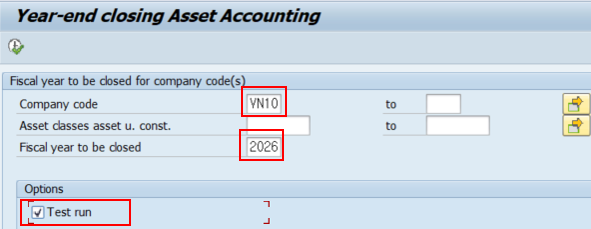 Year-end closing Asset Accounting
Fiscal year to be closed for company code(s)
Company code VN10 to
Asset classes asset u. const. to
Fiscal year to be closed 2026
Options
Test run